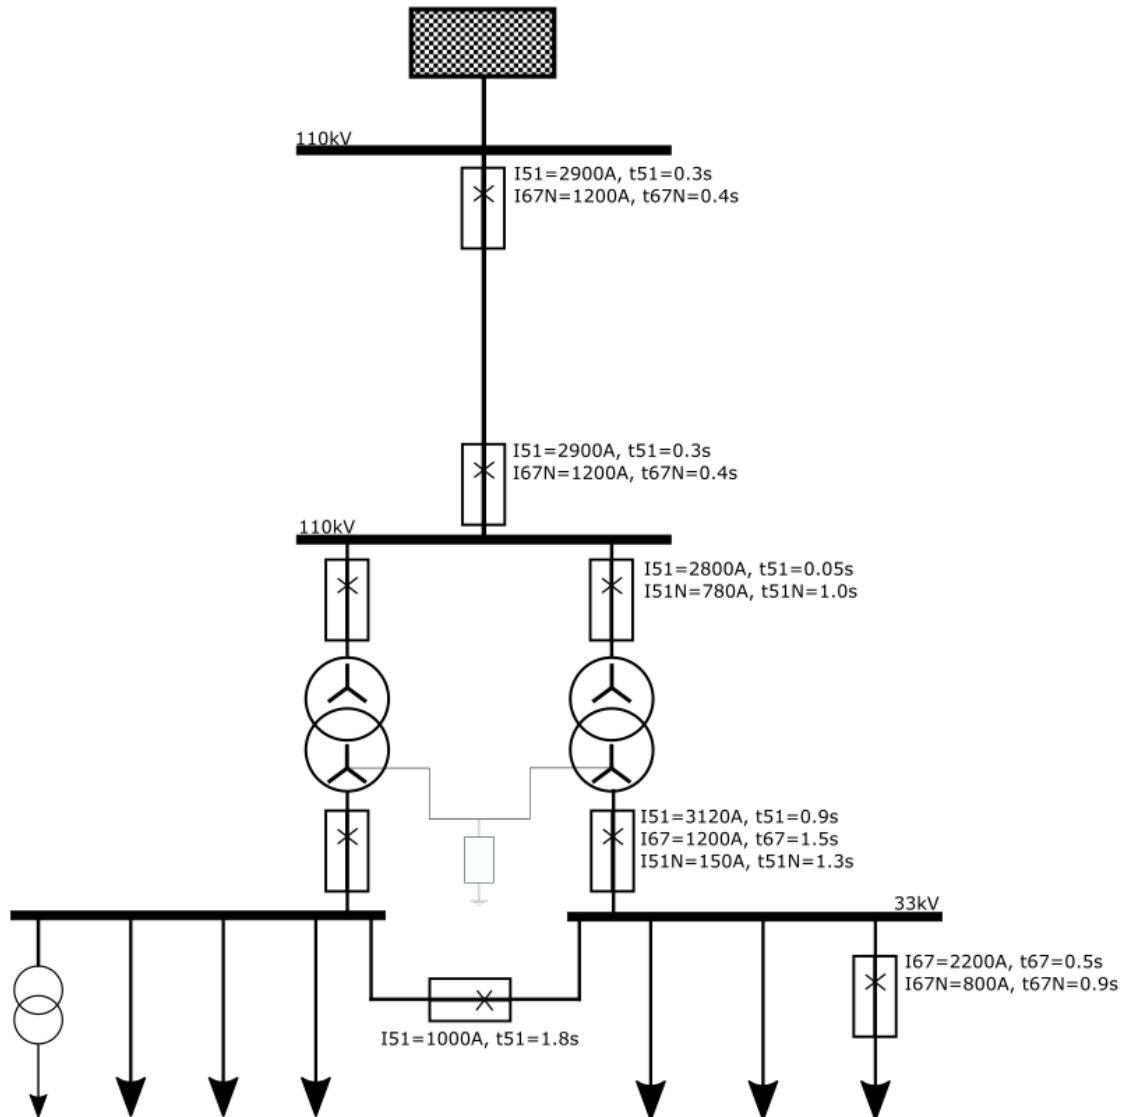 110kV
I51=2900A, t51=0.3s
I67N=1200A, t67N=0.4s
I51=2900A, t51=0.3s
I67N=1200A, t67N=0.4s
110kV
I51=2800A, t51=0.05s
I51N=780A, t51N=1.0s
I51=3120A, t51=0.9s
I67=1200A, t67=1.5s
I51N=150A, t51N=1.3s
33kV
I67=2200A, t67=0.5s
I67N=800A, t67N=0.9s
I51=1000A, t51=1.8s